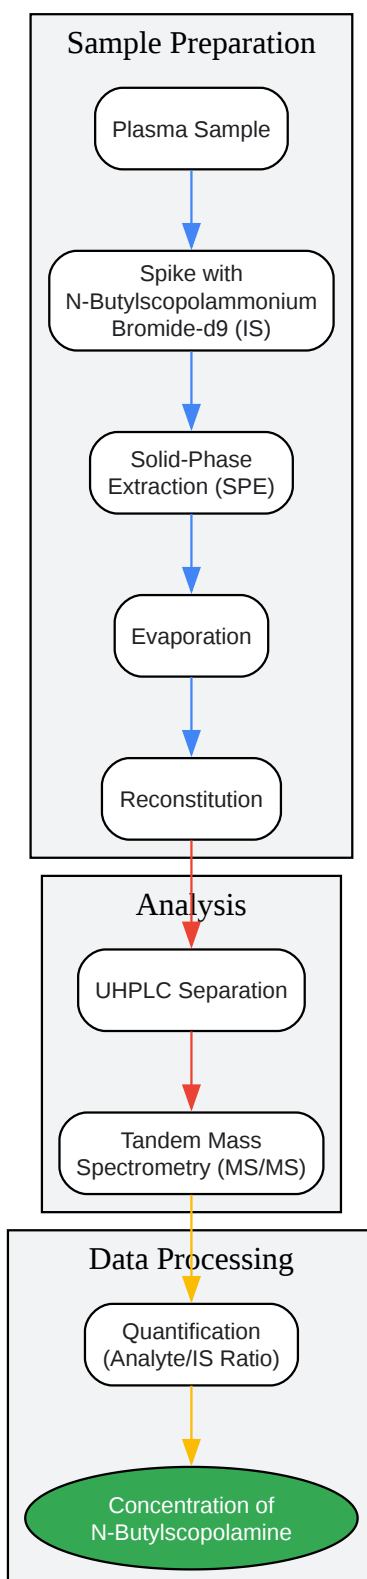 Sample Preparation
Plasma Sample
Spike with
N-Butylscopolammonium
Bromide-d9 (IS)
Solid-Phase
Extraction (SPE)
Evaporation
Reconstitution
Analysis
UHPLC Separation
Tandem Mass
Spectrometry (MS/MS)
Data Processing
Quantification
(Analyte/IS Ratio)
Concentration of
N-Butylscopolamine